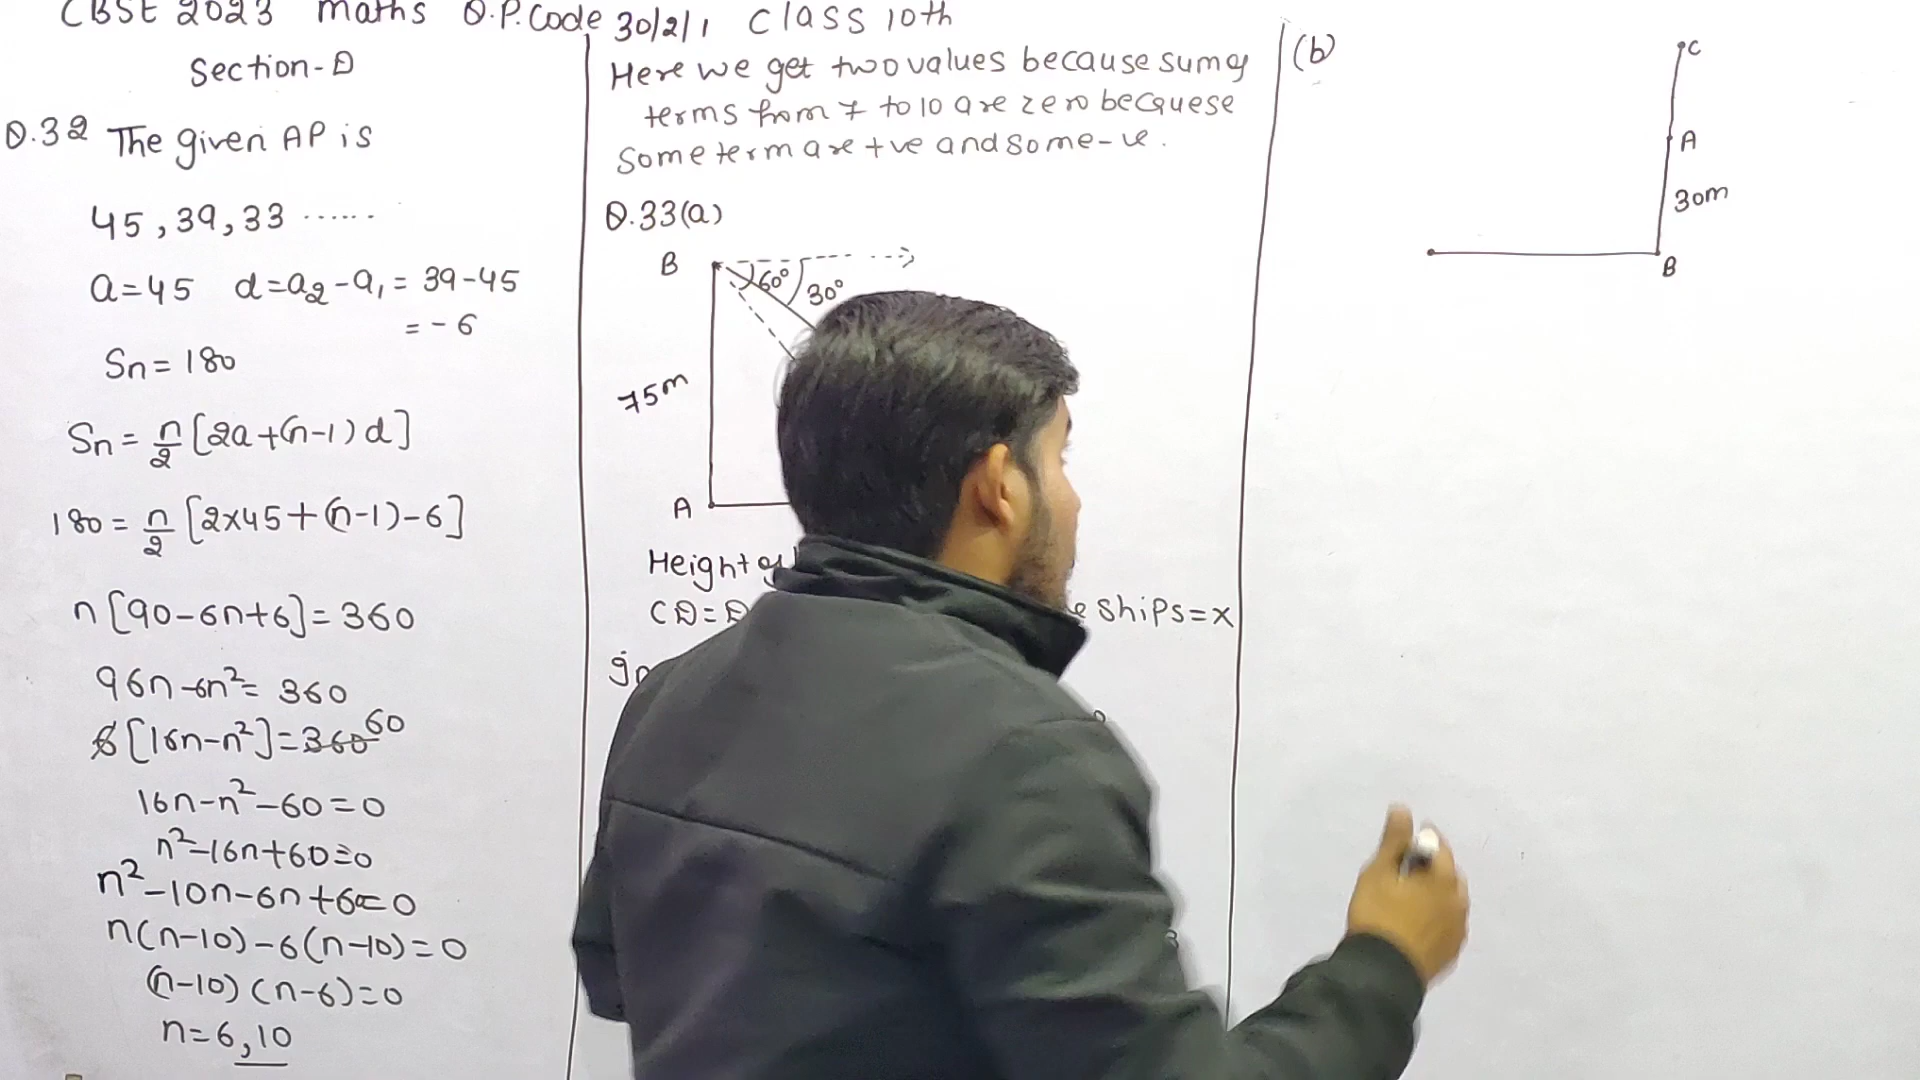 CBSE 2023 maths Q.P. Code 30/2/1 Class 10th
Section-D
Q.32 The given AP is
45, 39, 33 ......
a=45 d=a₂-a₁ = 39-45
= -6
Sn = 180
Sn = n/2 [2a+(n-1)d]
180 = n/2 [2x45+(n-1)-6]
n[90-6n+6]=360
96n-6n²= 360
6[16n-n²]=360 60
16n-n²-60=0
n²-16n+60=0
n²-10n-6n+60=0
n(n-10)-6(n-10)=0
(n-10)(n-6)=0
n=6,10
Here we get two values because sum of
terms from 7 to 10 are zero becquese
Some term are +ve and some -ve.
Q.33(a)
B
60°
30°
75m
A
Height of
CD=D
ships=x
(b)
C
A
30m
B